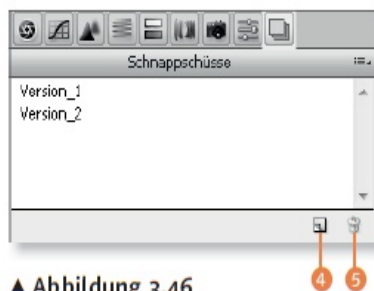 Schnappschüsse
Version_1
Version_2
4 5
▲ Abbildung 3.46